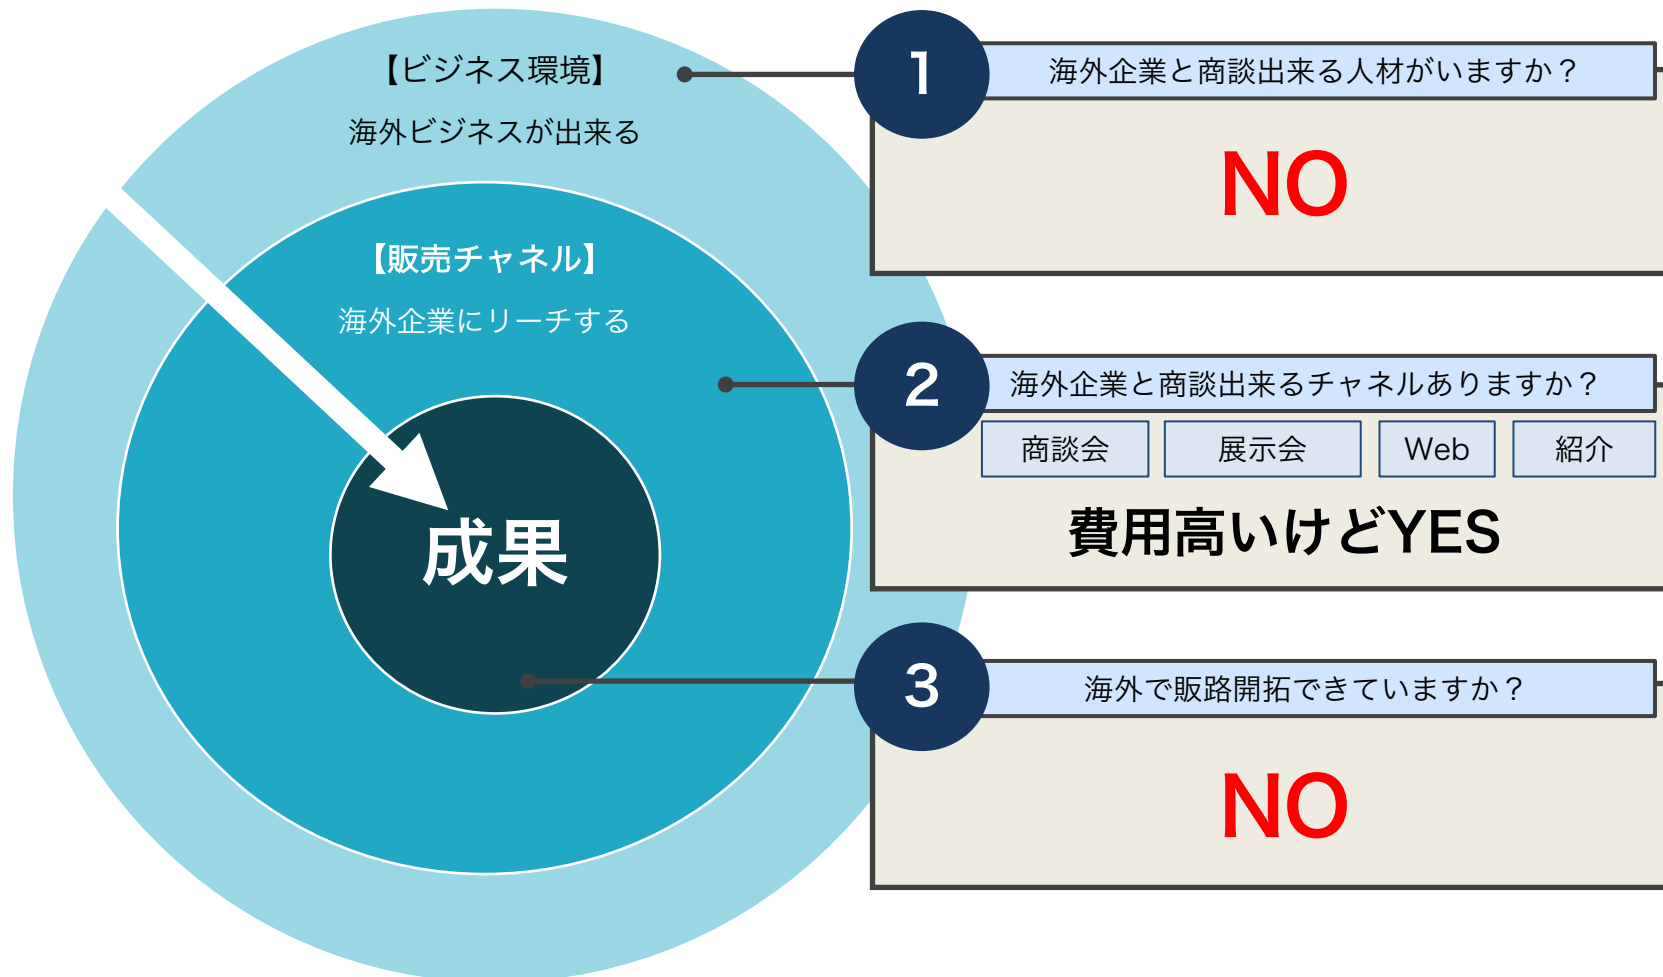 【ビジネス環境】
海外ビジネスが出来る
【販売チャネル】
海外企業にリーチする
成果
1
海外企業と商談出来る人材がいますか？
NO
2
海外企業と商談出来るチャネルありますか？
商談会 展示会 Web 紹介
費用高いけどYES
3
海外で販路開拓できていますか？
NO